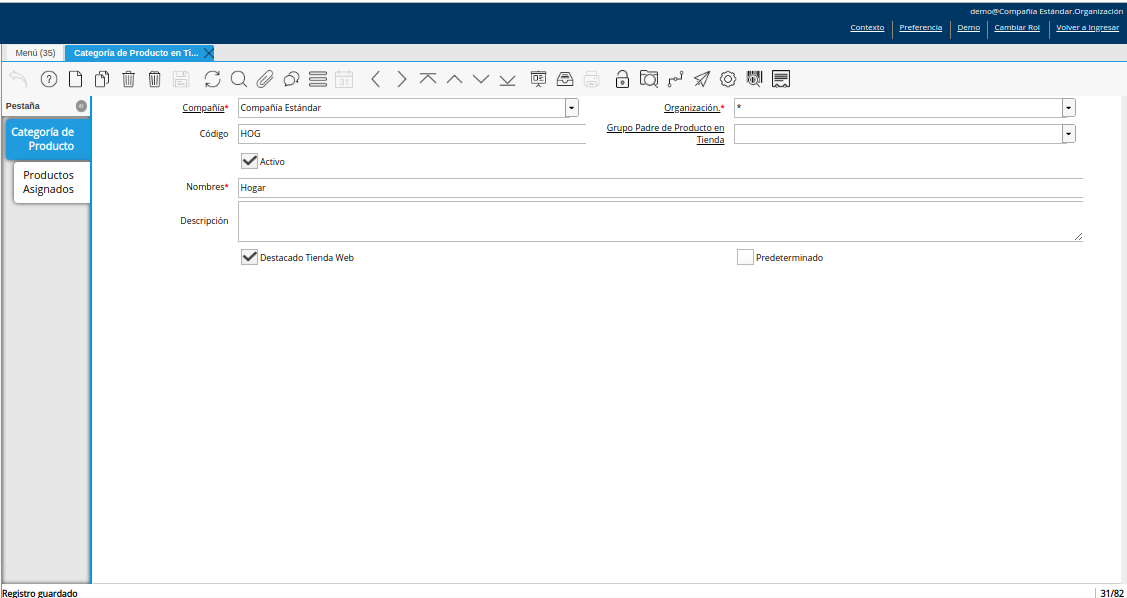 demo@Compañía Estándar.Organización
Contexto Preferencia Demo Cambiar Rol Volver a Ingresar
Menú (35) Categoría de Producto en Ti...
31
Pestaña
Categoría de
Producto
Productos
Asignados
Compañía* Compañía Estándar Organización.* *
Código HOG Grupo Padre de Producto en
Tienda
Activo
Nombres* Hogar
Descripción
Destacado Tienda Web Predeterminado
Registro guardado 31/82